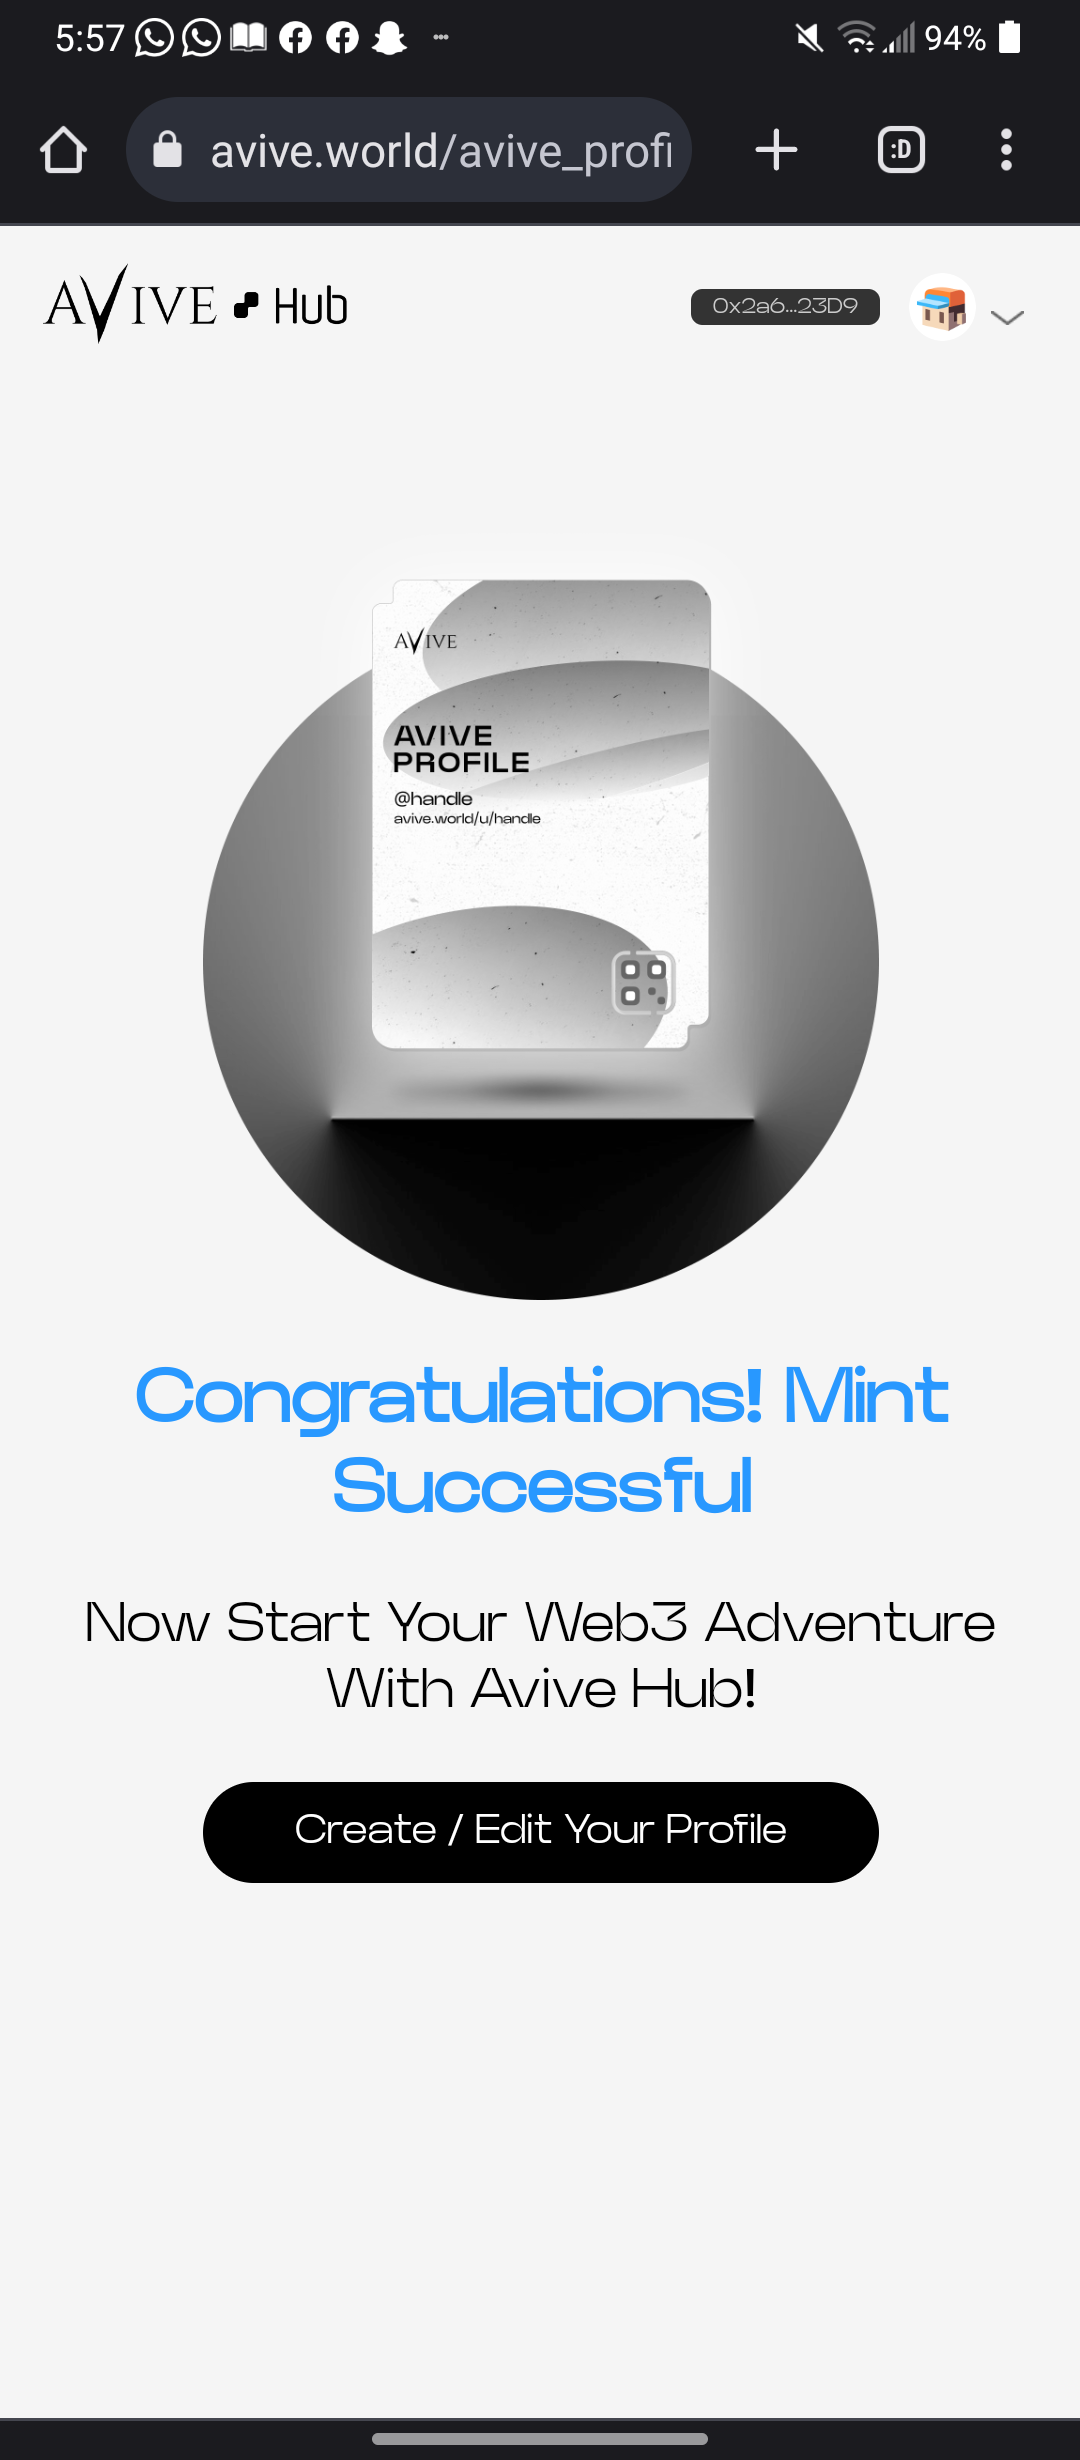 5:57
94%
avive.world/avive_profi
:D
AVIVE Hub
0x2a6...23D9
AVIVE
AVIVE
PROFILE
@handle
avive.world/u/handle
Congratulations! Mint
Successful
Now Start Your Web3 Adventure
With Avive Hub!
Create / Edit Your Profile